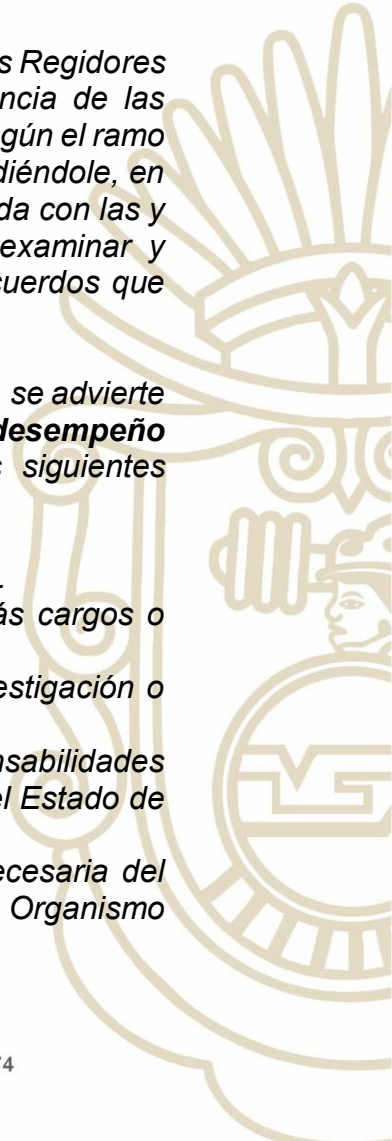 s Regidores
ncia de las
gún el ramo
diéndole, en
da con las y
examinar y
cuerdos que
se advierte
desempeño
s siguientes
.
ás cargos o
estigación o
nsabilidades
el Estado de
ecesaria del
Organismo
74